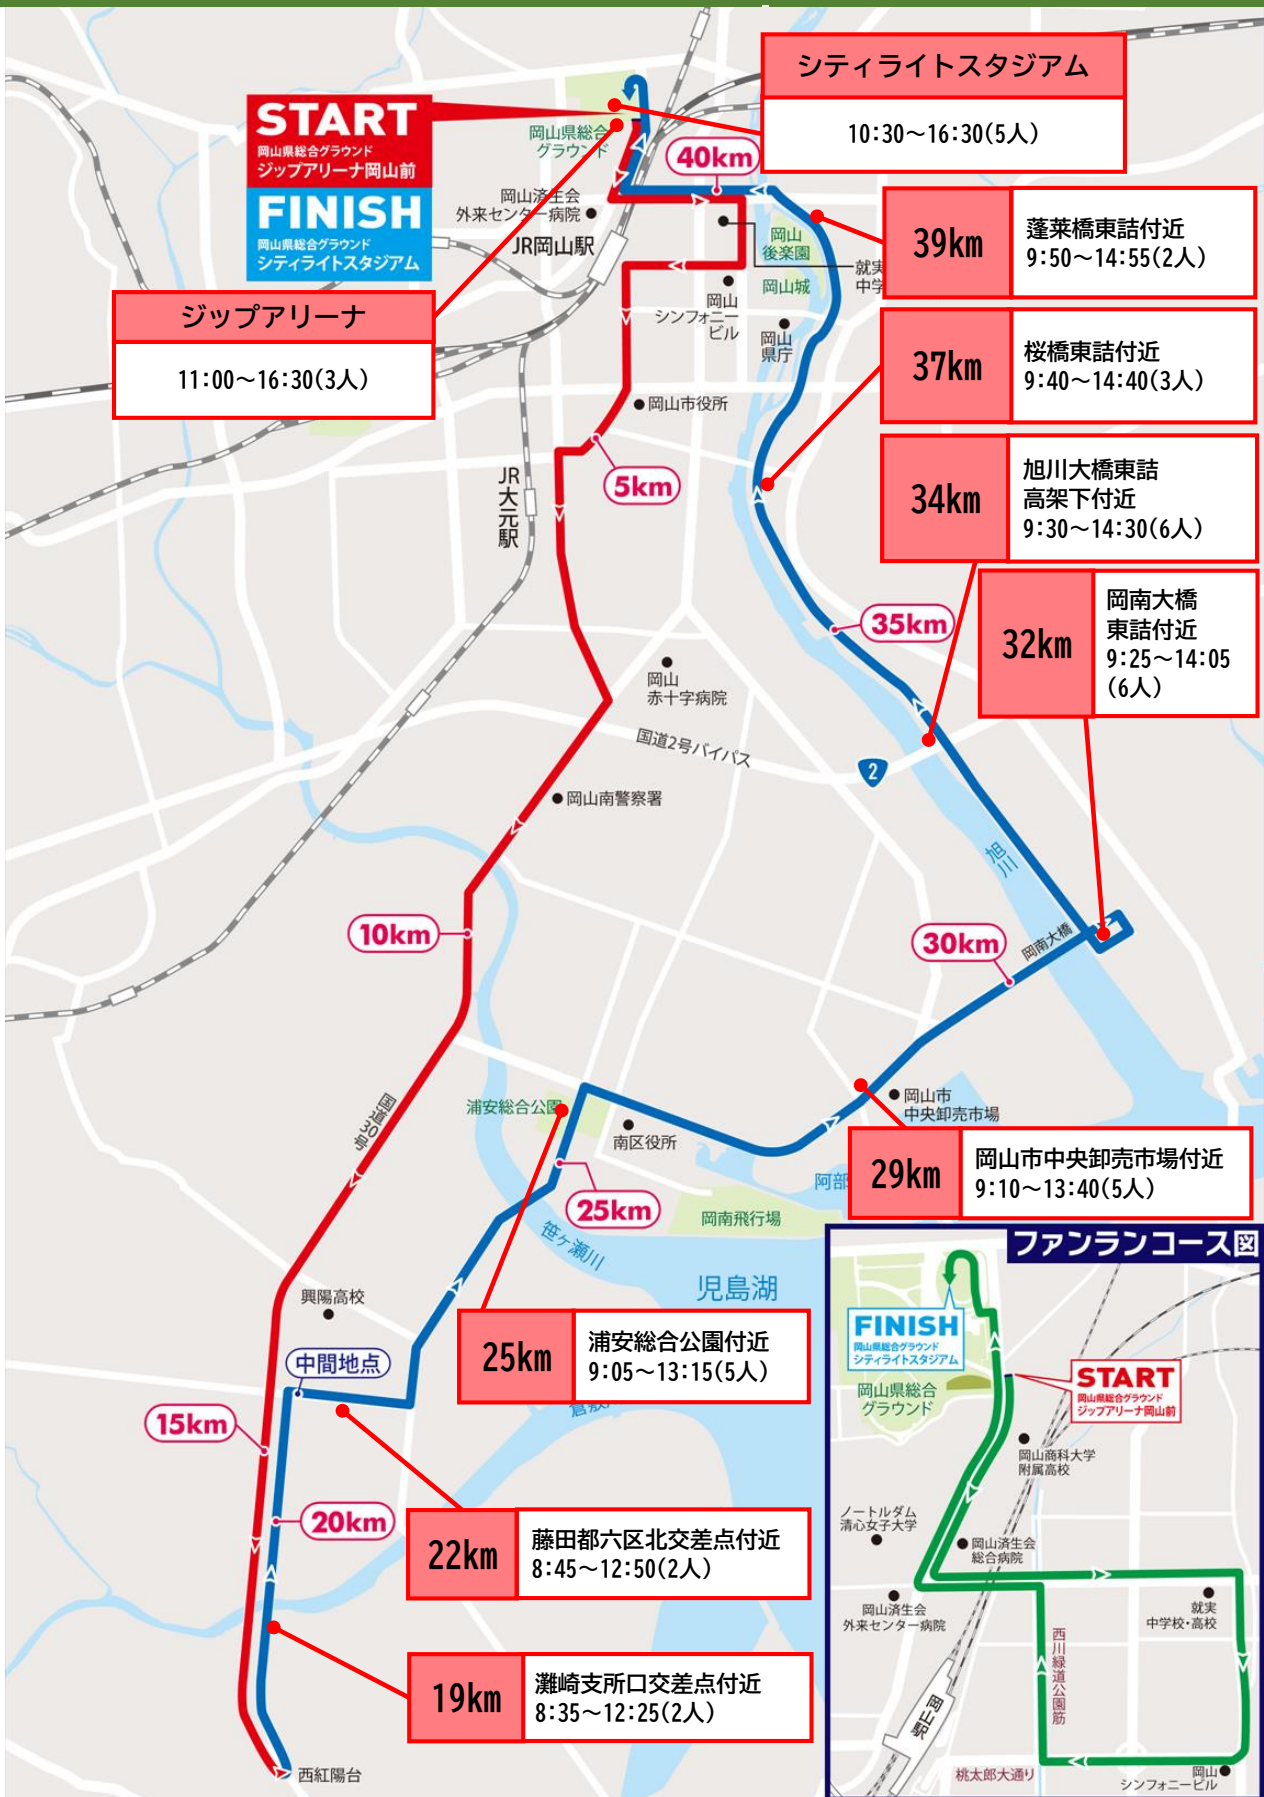 シティライトスタジアム
10:30～16:30(5人)
START
岡山県総合グラウンド
ジップアリーナ岡山前
FINISH
岡山県総合グラウンド
シティライトスタジアム
岡山県総合
グラウンド
40km
岡山済生会
外来センター病院
JR岡山駅
岡山
後楽園
岡山城
就実
中学
39km
蓬莱橋東詰付近
9:50～14:55(2人)
ジップアリーナ
11:00～16:30(3人)
岡山
シンフォニー
ビル
岡山
県庁
37km
桜橋東詰付近
9:40～14:40(3人)
岡山市役所
5km
JR大元駅
34km
旭川大橋東詰
高架下付近
9:30～14:30(6人)
35km
32km
岡南大橋
東詰付近
9:25～14:05
(6人)
岡山
赤十字病院
国道2号バイパス
2
岡山南警察署
旭川
10km
30km
岡南大橋
国道30号
浦安総合公園
南区役所
岡山市
中央卸売市場
29km
岡山市中央卸売市場付近
9:10～13:40(5人)
阿部
25km
岡南飛行場
笹ヶ瀬川
児島湖
興陽高校
中間地点
25km
浦安総合公園付近
9:05～13:15(5人)
倉敷
15km
20km
22km
藤田都六区北交差点付近
8:45～12:50(2人)
19km
灘崎支所口交差点付近
8:35～12:25(2人)
西紅陽台
ファンランコース図
FINISH
岡山県総合グラウンド
シティライトスタジアム
岡山県総合
グラウンド
START
岡山県総合グラウンド
ジップアリーナ岡山前
岡山商科大学
附属高校
ノートルダム
清心女子大学
岡山済生会
総合病院
岡山済生会
外来センター病院
就実
中学校・高校
西川緑道公園筋
岡山駅
桃太郎大通り
岡山
シンフォニービル